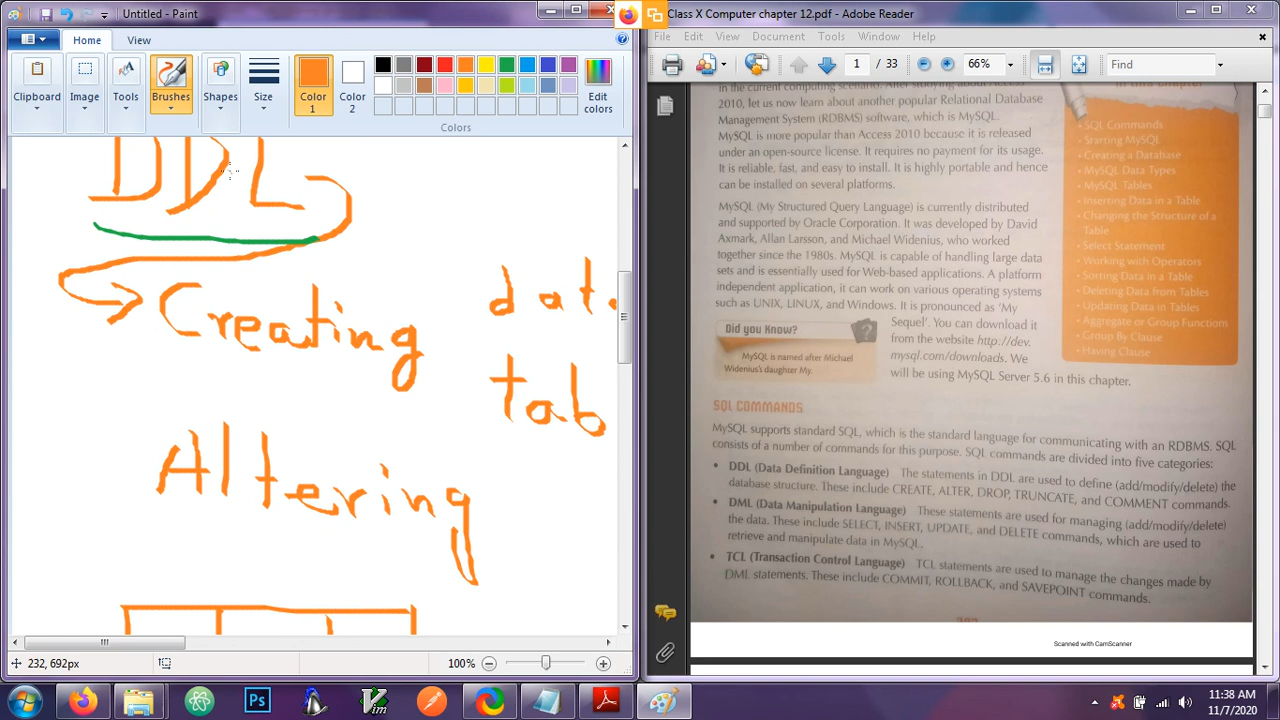 Untitled - Paint
Class X Computer chapter 12.pdf - Adobe Reader
Home
View
File
Edit
View
Document
Tools
Window
Help
Clipboard
Image
Tools
Brushes
Shapes
Size
Color
1
Color
2
Edit
colors
Colors
1 / 33
66%
Find
DDL
Creating
data
tab
Altering
in the current computing scenario. After studying about Access
2010, let us now learn about another popular Relational Database
Management System (RDBMS) software, which is MySQL.
MySQL is more popular than Access 2010 because it is released
under an open-source license. It requires no payment for its usage.
It is reliable, fast, and easy to install. It is highly portable and hence
can be installed on several platforms.
MySQL (My Structured Query Language) is currently distributed
and supported by Oracle Corporation. It was developed by David
Axmark, Allan Larsson, and Michael Widenius, who worked
together since the 1980s. MySQL is capable of handling large data
sets and is essentially used for Web-based applications. A platform
independent application, it can work on various operating systems
such as UNIX, LINUX, and Windows. It is pronounced as 'My
Sequel'. You can download it
from the website http://dev.
mysql.com/downloads. We
will be using MySQL Server 5.6 in this chapter.
Did you Know?
MySQL is named after Michael
Widenius's daughter My.
in this chapter
• SQL Commands
• Starting MySQL
• Creating a Database
• MySQL Data Types
• MySQL Tables
• Inserting Data in a Table
• Changing the Structure of a
Table
• Select Statement
• Working with Operators
• Sorting Data in a Table
• Deleting Data from Tables
• Updating Data in Tables
• Aggregate or Group Functions
• Group By Clause
• Having Clause
SQL COMMANDS
MySQL supports standard SQL, which is the standard language for communicating with an RDBMS. SQL
consists of a number of commands for this purpose. SQL commands are divided into five categories:
• DDL (Data Definition Language) The statements in DDL are used to define (add/modify/delete) the
database structure. These include CREATE, ALTER, DROP, TRUNCATE, and COMMENT commands.
• DML (Data Manipulation Language) These statements are used for managing (add/modify/delete)
the data. These include SELECT, INSERT, UPDATE, and DELETE commands, which are used to
retrieve and manipulate data in MySQL.
• TCL (Transaction Control Language) TCL statements are used to manage the changes made by
DML statements. These include COMMIT, ROLLBACK, and SAVEPOINT commands.
Scanned with CamScanner
232, 692px
100%
Ps
11:38 AM
11/7/2020